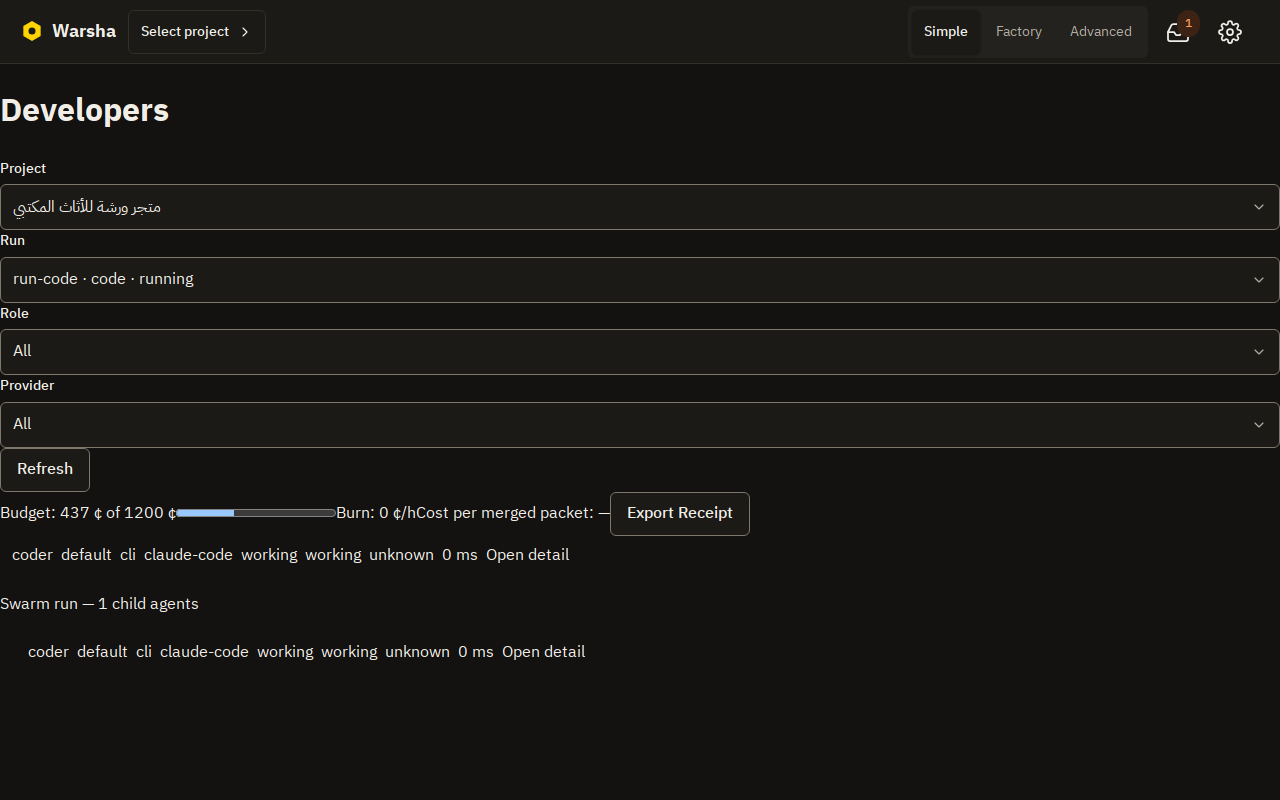 Warsha
Select project
Simple
Factory
Advanced
1
Developers
Project
متجر ورشة للأثاث المكتبي
Run
run-code · code · running
Role
All
Provider
All
Refresh
Budget: 437 ¢ of 1200 ¢
Burn: 0 ¢/h
Cost per merged packet: —
Export Receipt
coder default cli claude-code working working unknown 0 ms Open detail
Swarm run — 1 child agents
coder default cli claude-code working working unknown 0 ms Open detail